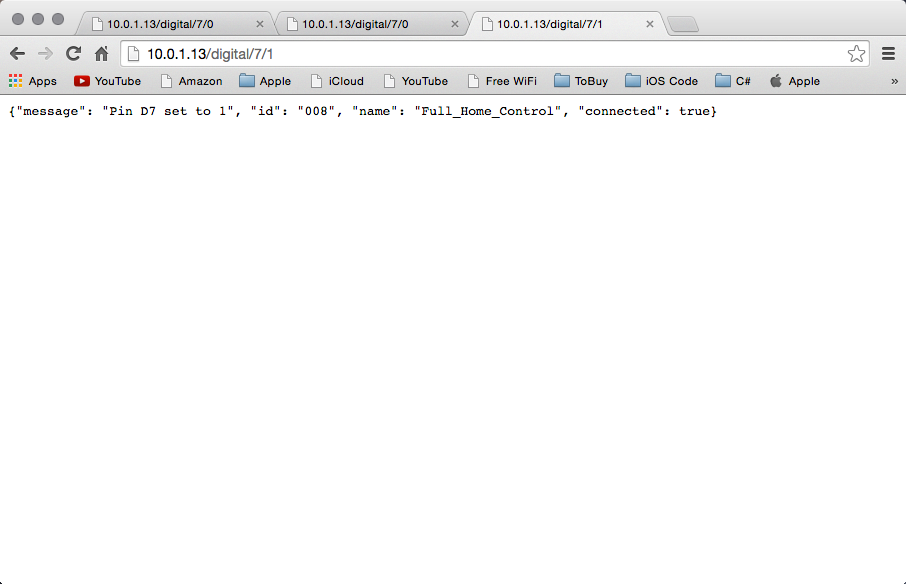 10.0.1.13/digital/7/0 10.0.1.13/digital/7/0 10.0.1.13/digital/7/1
10.0.1.13/digital/7/1
Apps YouTube Amazon Apple iCloud YouTube Free WiFi ToBuy iOS Code C# Apple »
{"message": "Pin D7 set to 1", "id": "008", "name": "Full_Home_Control", "connected": true}